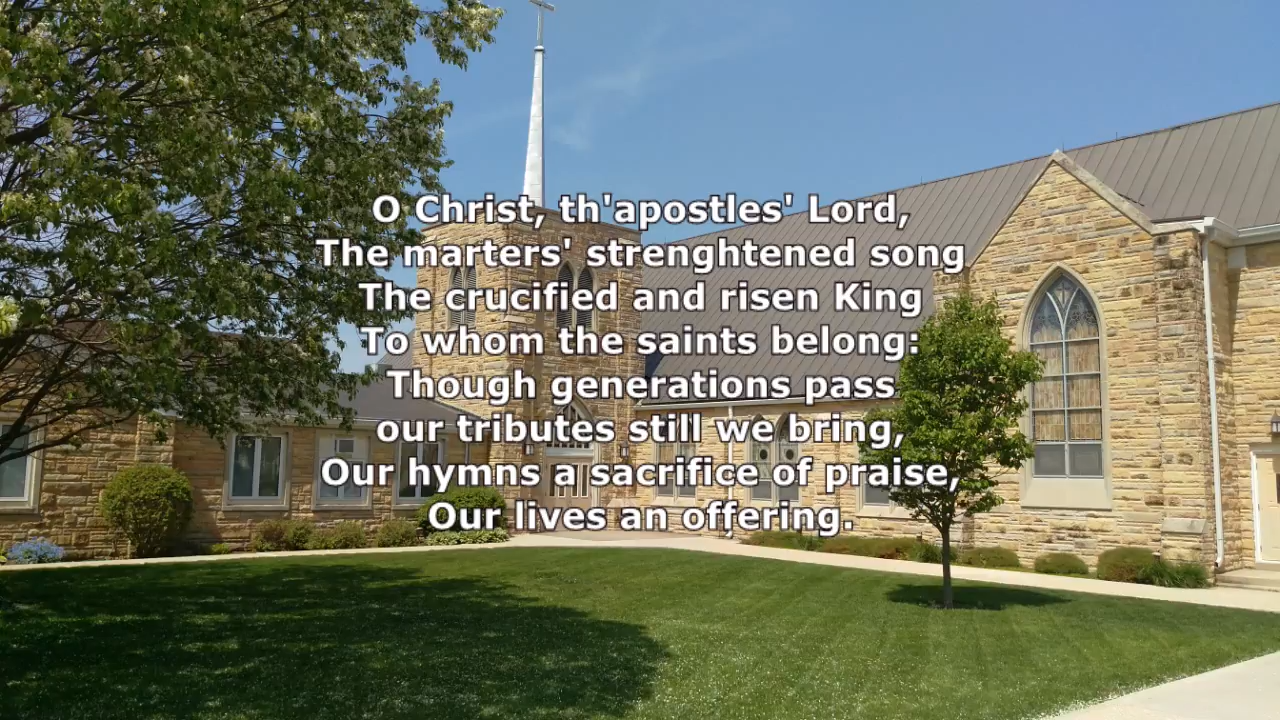 O Christ, th'apostles' Lord,
The marters' strenghtened song
The crucified and risen King
To whom the saints belong:
Though generations pass
our tributes still we bring,
Our hymns a sacrifice of praise,
Our lives an offering.